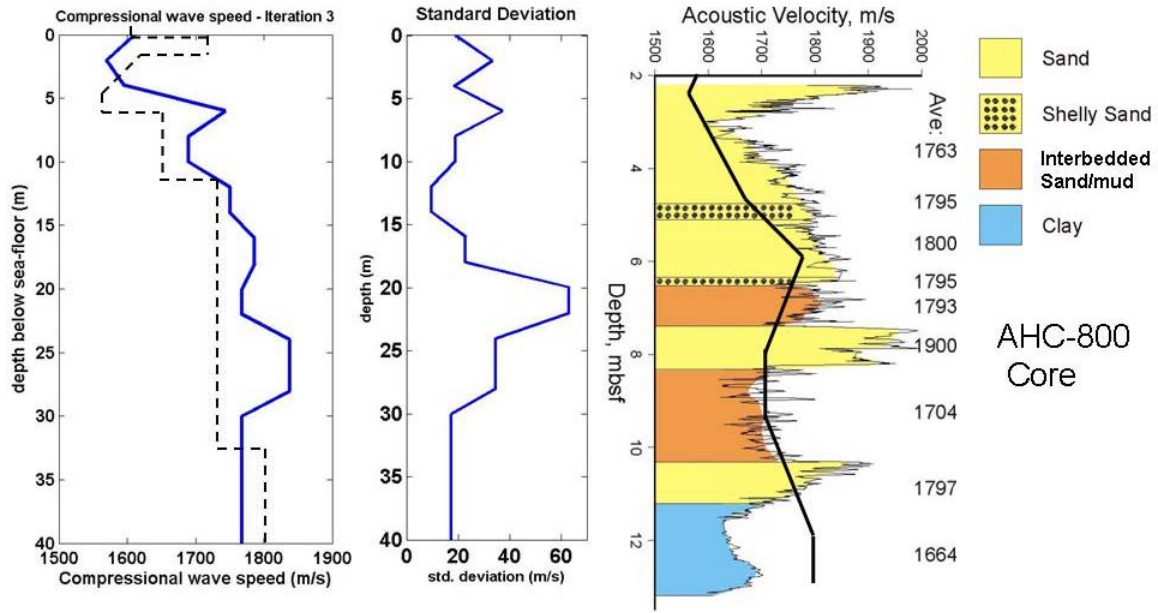 Compressional wave speed - Iteration 3
0
5
10
15
20
25
30
35
40
depth below sea-floor (m)
1500 1600 1700 1800 1900
Compressional wave speed (m/s)
Standard Deviation
0
5
10
15
20
25
30
35
40
depth (m)
0 20 40 60
std. deviation (m/s)
Acoustic Velocity, m/s
1500 1600 1700 1800 1900 2000
2
4
6
8
10
12
Depth, mbsf
Ave:
1763
1795
1800
1795
1793
1900
1704
1797
1664
Sand
Shelly Sand
Interbedded
Sand/mud
Clay
AHC-800
Core